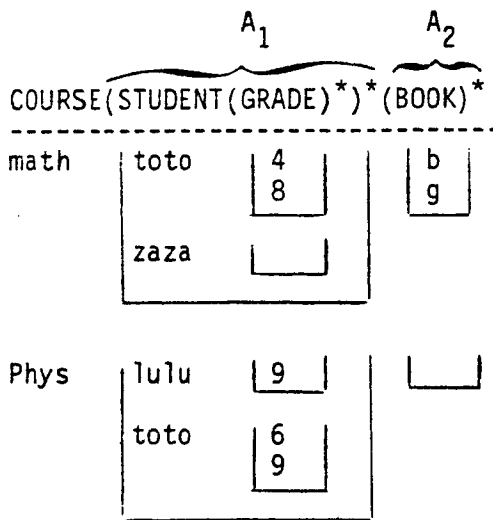 A1 A2
COURSE(STUDENT(GRADE)*)*(BOOK)*
math toto 4 b
8 g
zaza
Phys lulu 9
toto 6
9